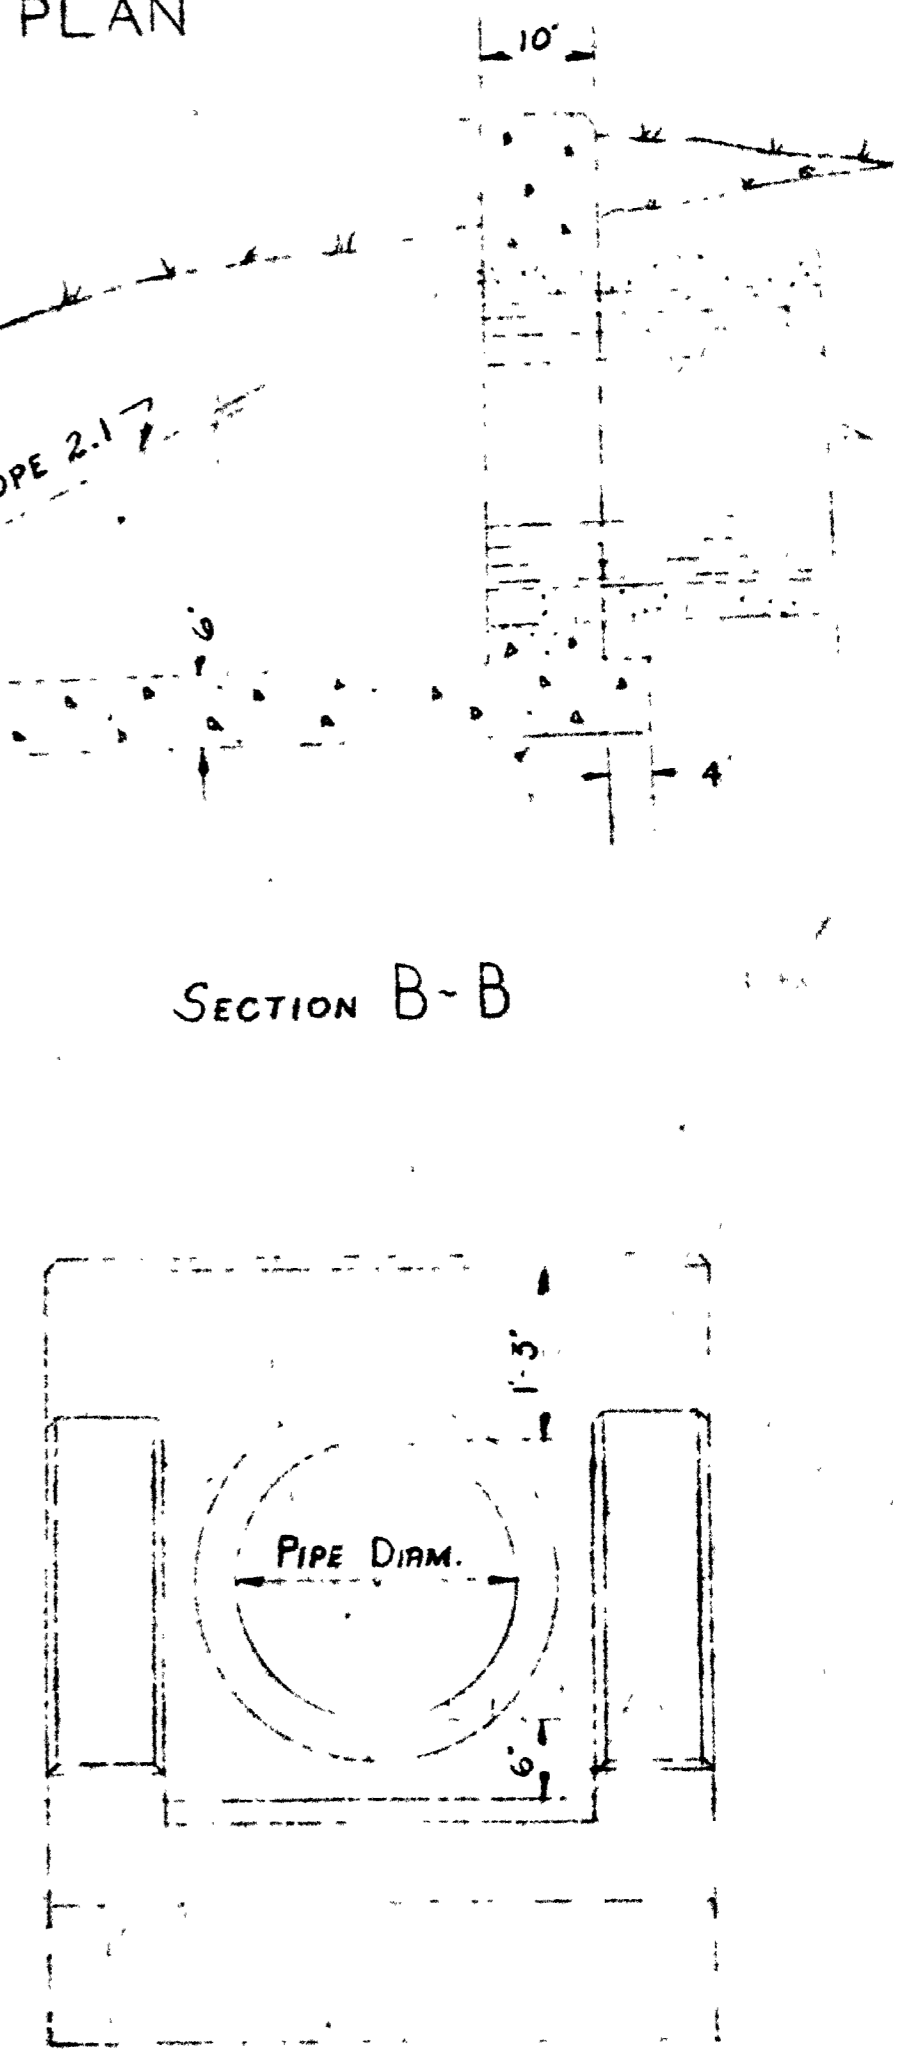 PLAN
10"
OPE 2.1
6"
4"
SECTION B~B
1'-3"
PIPE DIAM.
6"